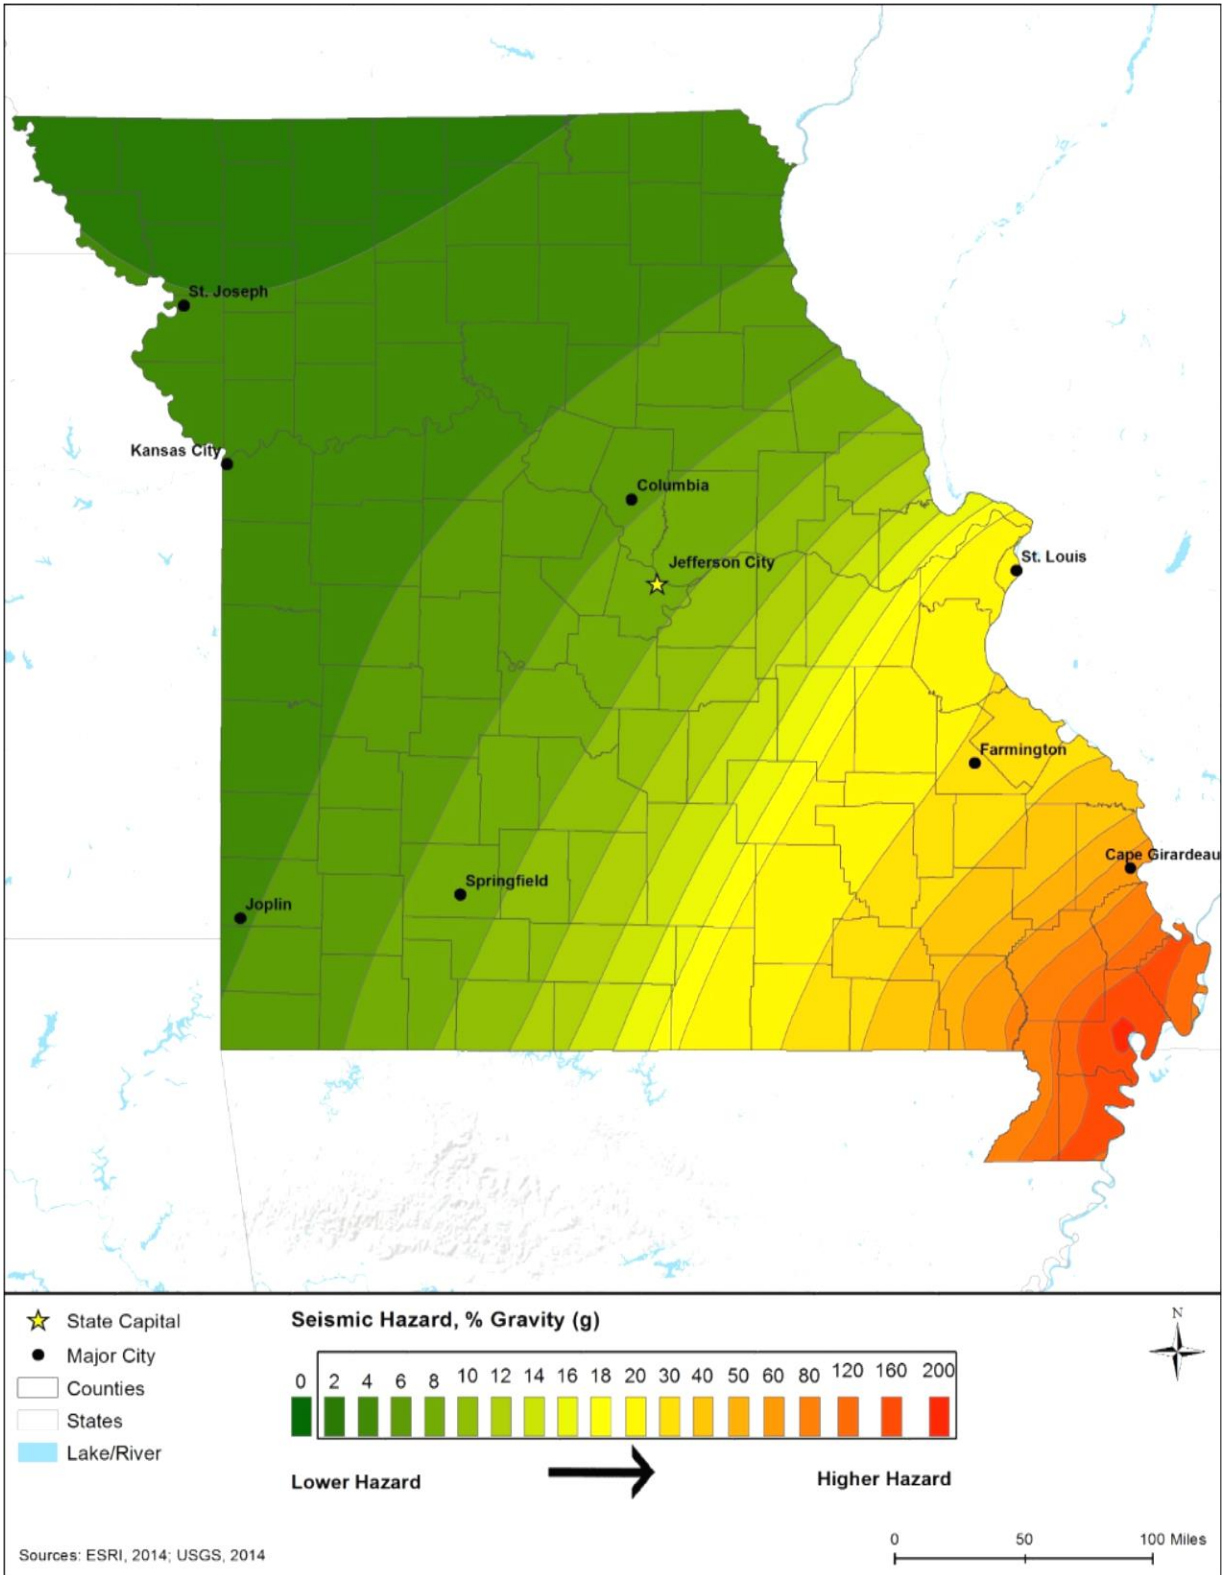 St. Joseph
Kansas City
Columbia
Jefferson City
St. Louis
Farmington
Cape Girardeau
Springfield
Joplin
State Capital
Major City
Counties
States
Lake/River
Seismic Hazard, % Gravity (g)
0 2 4 6 8 10 12 14 16 18 20 30 40 50 60 80 120 160 200
Lower Hazard
Higher Hazard
N
0 50 100 Miles
Sources: ESRI, 2014; USGS, 2014